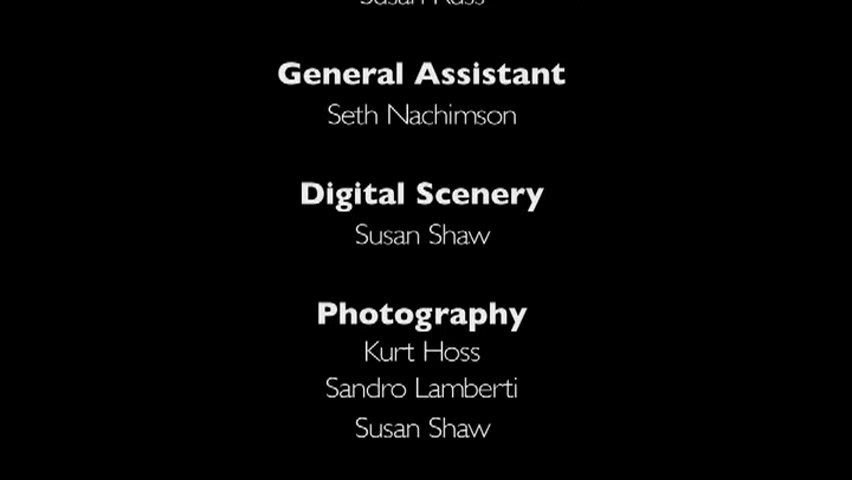 General Assistant
Seth Nachimson
Digital Scenery
Susan Shaw
Photography
Kurt Hoss
Sandro Lamberti
Susan Shaw